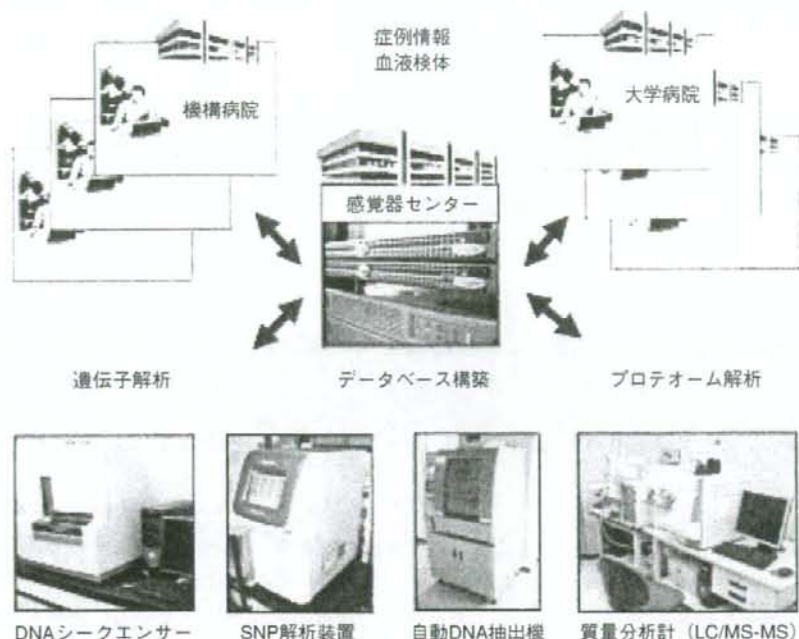 症例情報
血液検体
機構病院
大学病院
感覚器センター
遺伝子解析
データベース構築
プロテオーム解析
DNAシークエンサー
SNP解析装置
自動DNA抽出機
質量分析計（LC/MS-MS）